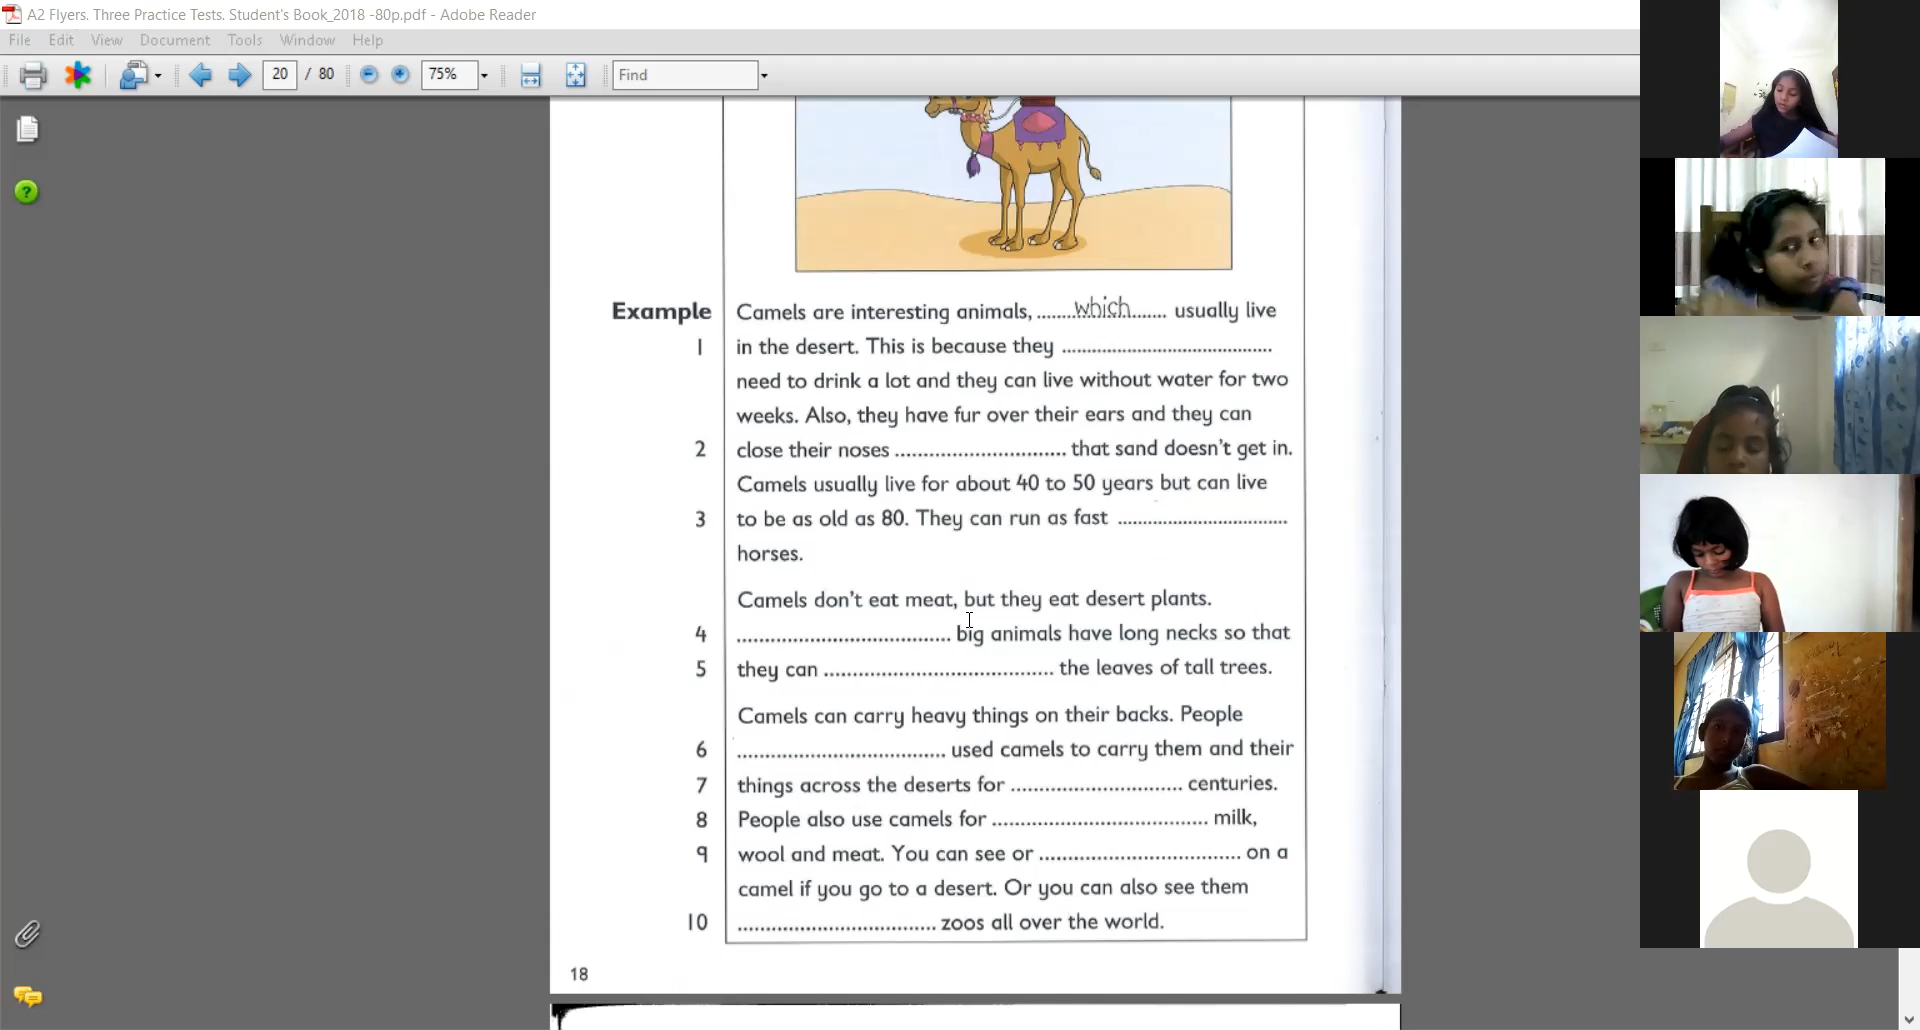 A2 Flyers. Three Practice Tests. Student's Book_2018 -80p.pdf - Adobe Reader
File Edit View Document Tools Window Help
20 / 80 75% Find
Example Camels are interesting animals, ........which....... usually live
1 in the desert. This is because they ..........................................
need to drink a lot and they can live without water for two
weeks. Also, they have fur over their ears and they can
2 close their noses .................................. that sand doesn't get in.
Camels usually live for about 40 to 50 years but can live
3 to be as old as 80. They can run as fast ..................................
horses.
Camels don't eat meat, but they eat desert plants.
4 .......................................... big animals have long necks so that
5 they can .............................................. the leaves of tall trees.
Camels can carry heavy things on their backs. People
6 .......................................... used camels to carry them and their
7 things across the deserts for .................................. centuries.
8 People also use camels for ........................................... milk,
9 wool and meat. You can see or ........................................ on a
camel if you go to a desert. Or you can also see them
10 ........................................ zoos all over the world.
18